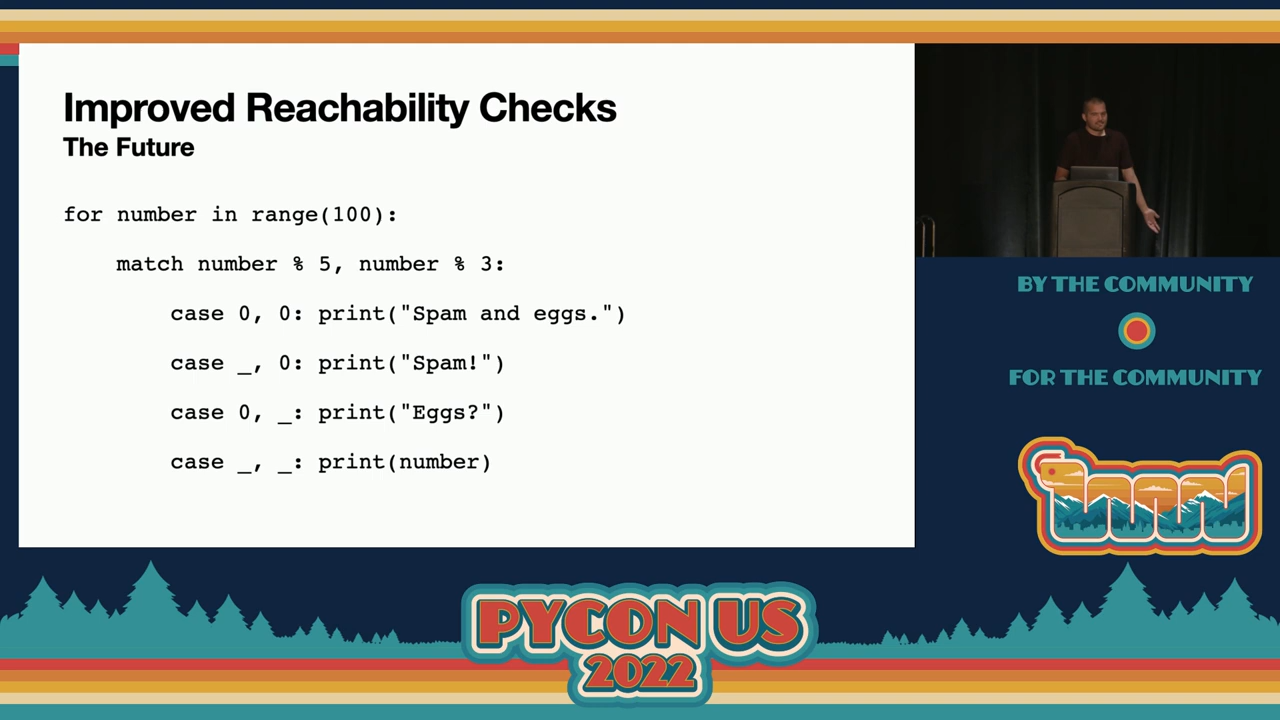 Improved Reachability Checks
The Future
for number in range(100):
match number % 5, number % 3:
case 0, 0: print("Spam and eggs.")
case _, 0: print("Spam!")
case 0, _: print("Eggs?")
case _, _: print(number)
BY THE COMMUNITY
FOR THE COMMUNITY
PYCON US
2022